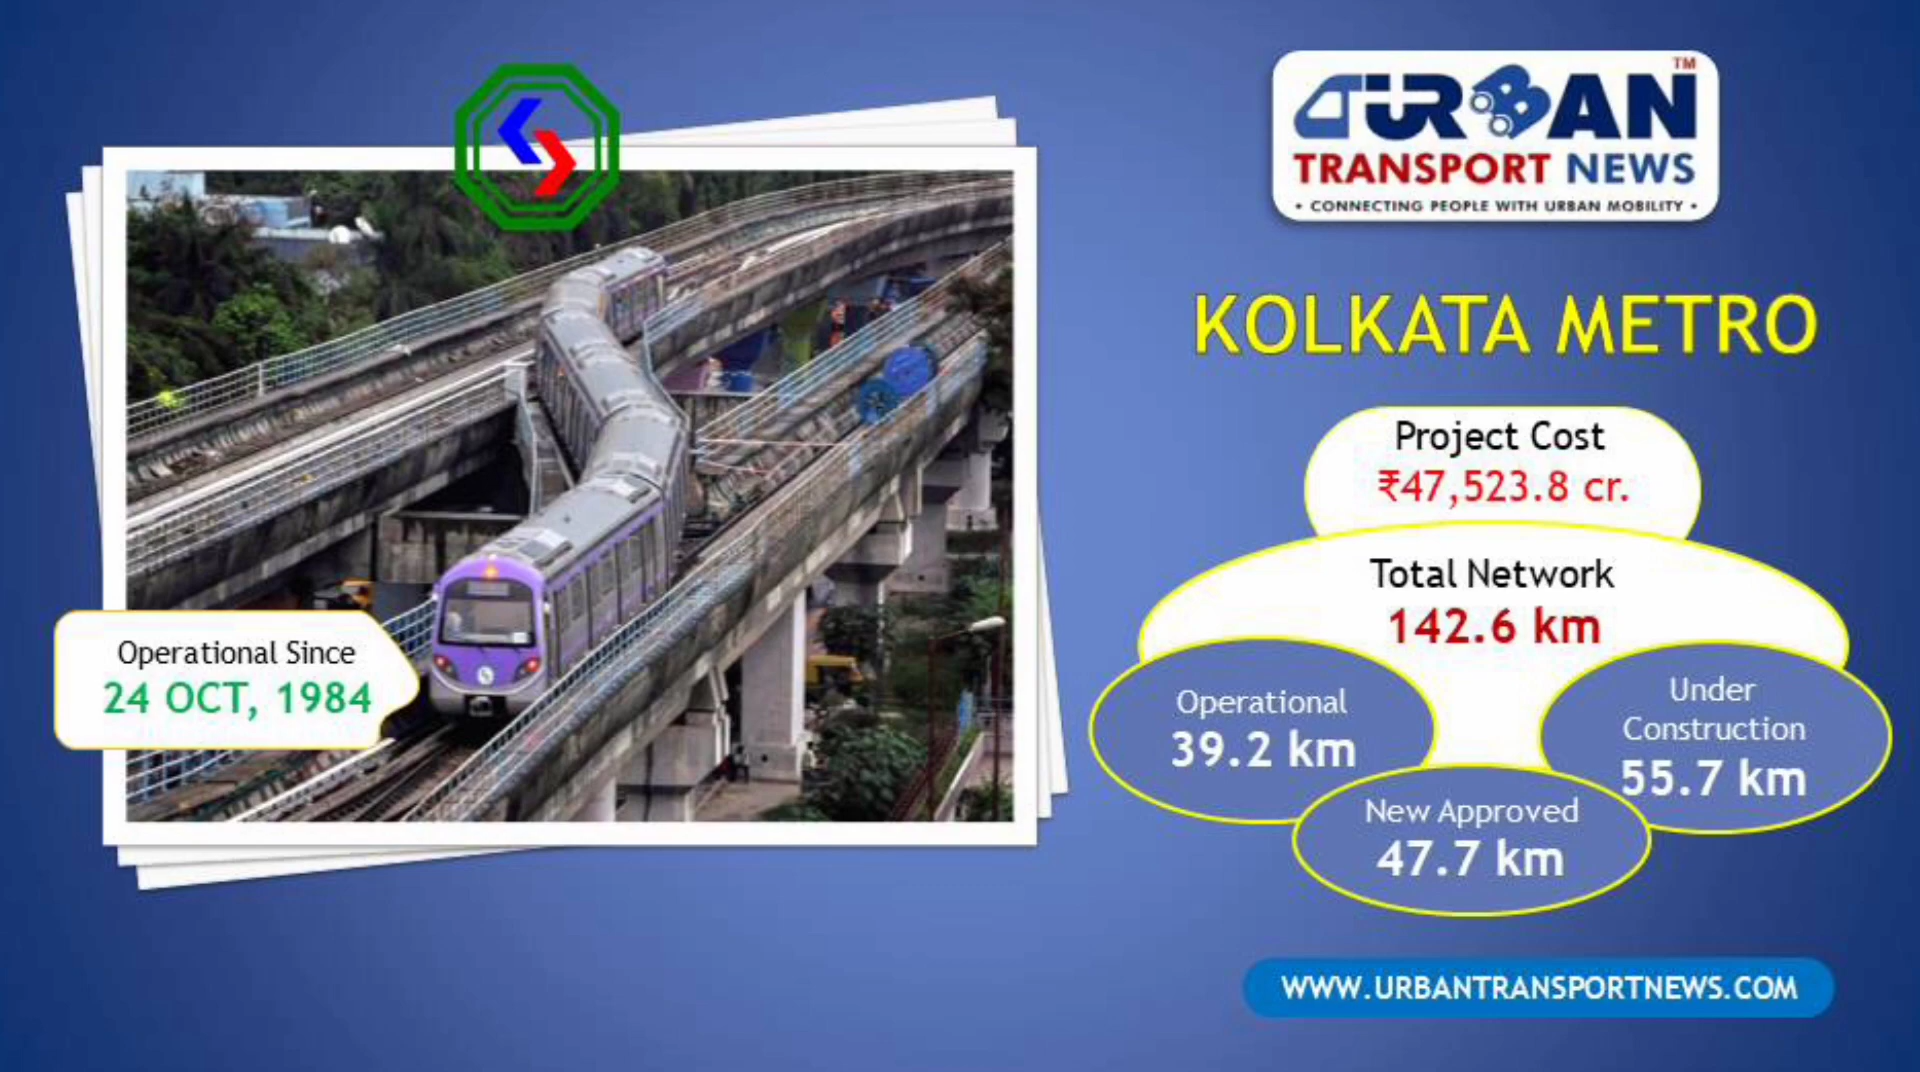 TURBAN™
TRANSPORT NEWS
• CONNECTING PEOPLE WITH URBAN MOBILITY •
KOLKATA METRO
Project Cost
₹47,523.8 cr.
Total Network
142.6 km
Operational
39.2 km
Under
Construction
55.7 km
New Approved
47.7 km
Operational Since
24 OCT, 1984
WWW.URBANTRANSPORTNEWS.COM